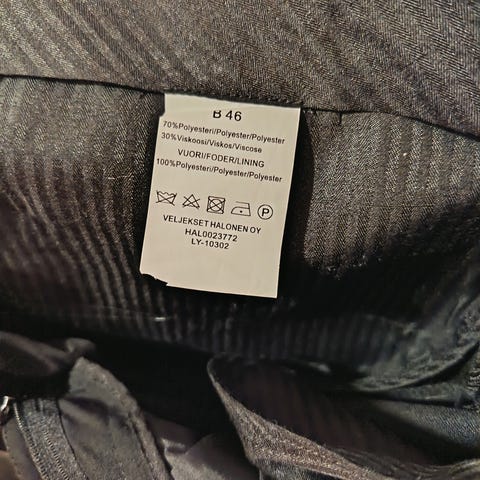 B 46
70%Polyesteri/Polyester/Polyester
30%Viskoosi/Viskos/Viscose
VUORI/FODER/LINING
100%Polyesteri/Polyester/Polyester
P
VELJEKSET HALONEN OY
HAL0023772
LY-10302